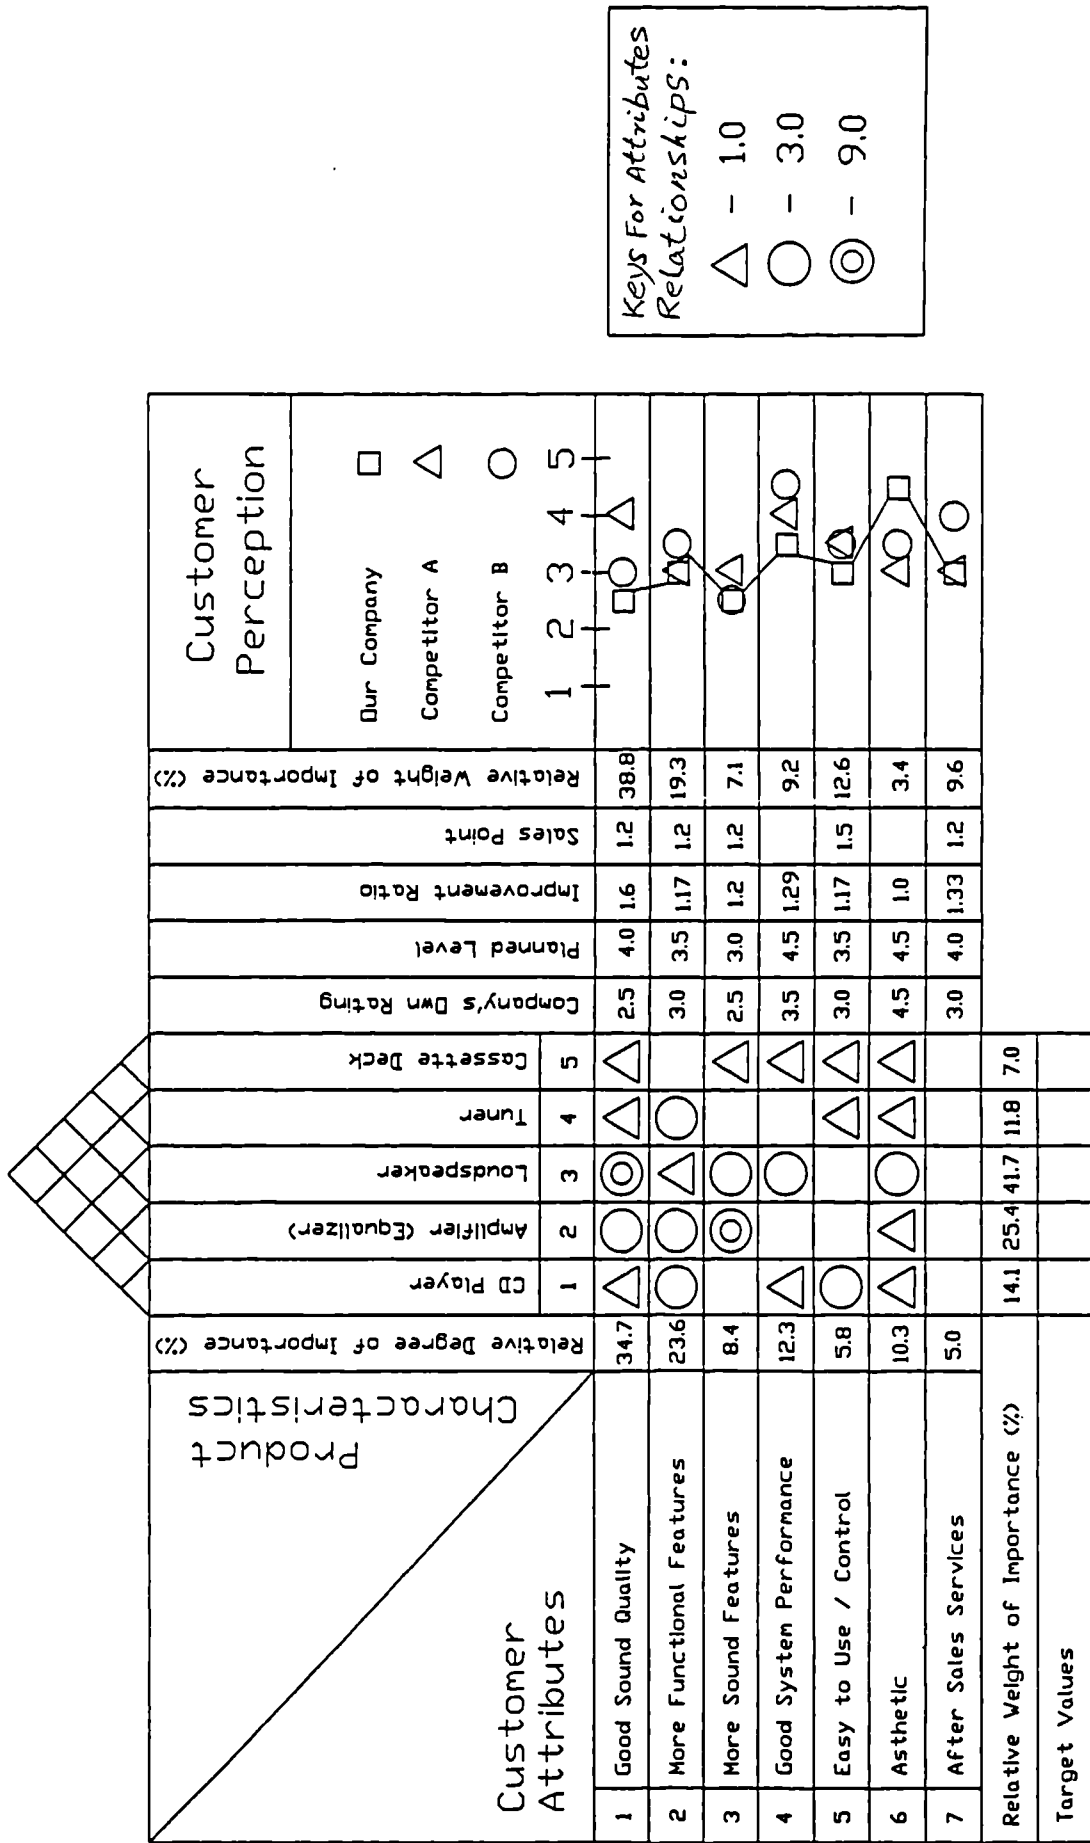 Customer
Perception
Our Company
Competitor A
Competitor B
1 2 3 4 5
Relative Weight of Importance (%)
Sales Point
Improvement Ratio
Planned Level
Company's Own Rating
Cassette Deck
Tuner
Loudspeaker
Amplifier (Equalizer)
CD Player
5
4
3
2
1
Relative Degree of Importance (%)
Product
Characteristics
Customer
Attributes
1 Good Sound Quality 34.7 2.5 4.0 1.6 1.2 38.8
2 More Functional Features 23.6 3.0 3.5 1.17 1.2 19.3
3 More Sound Features 8.4 2.5 3.0 1.2 1.2 7.1
4 Good System Performance 12.3 3.5 4.5 1.29 9.2
5 Easy to Use / Control 5.8 3.0 3.5 1.17 1.5 12.6
6 Asthetic 10.3 4.5 4.5 1.0 3.4
7 After Sales Services 5.0 3.0 4.0 1.33 1.2 9.6
Relative Weight of Importance (%) 14.1 25.4 41.7 11.8 7.0
Target Values
Keys For Attributes
Relationships:
- 1.0
- 3.0
- 9.0